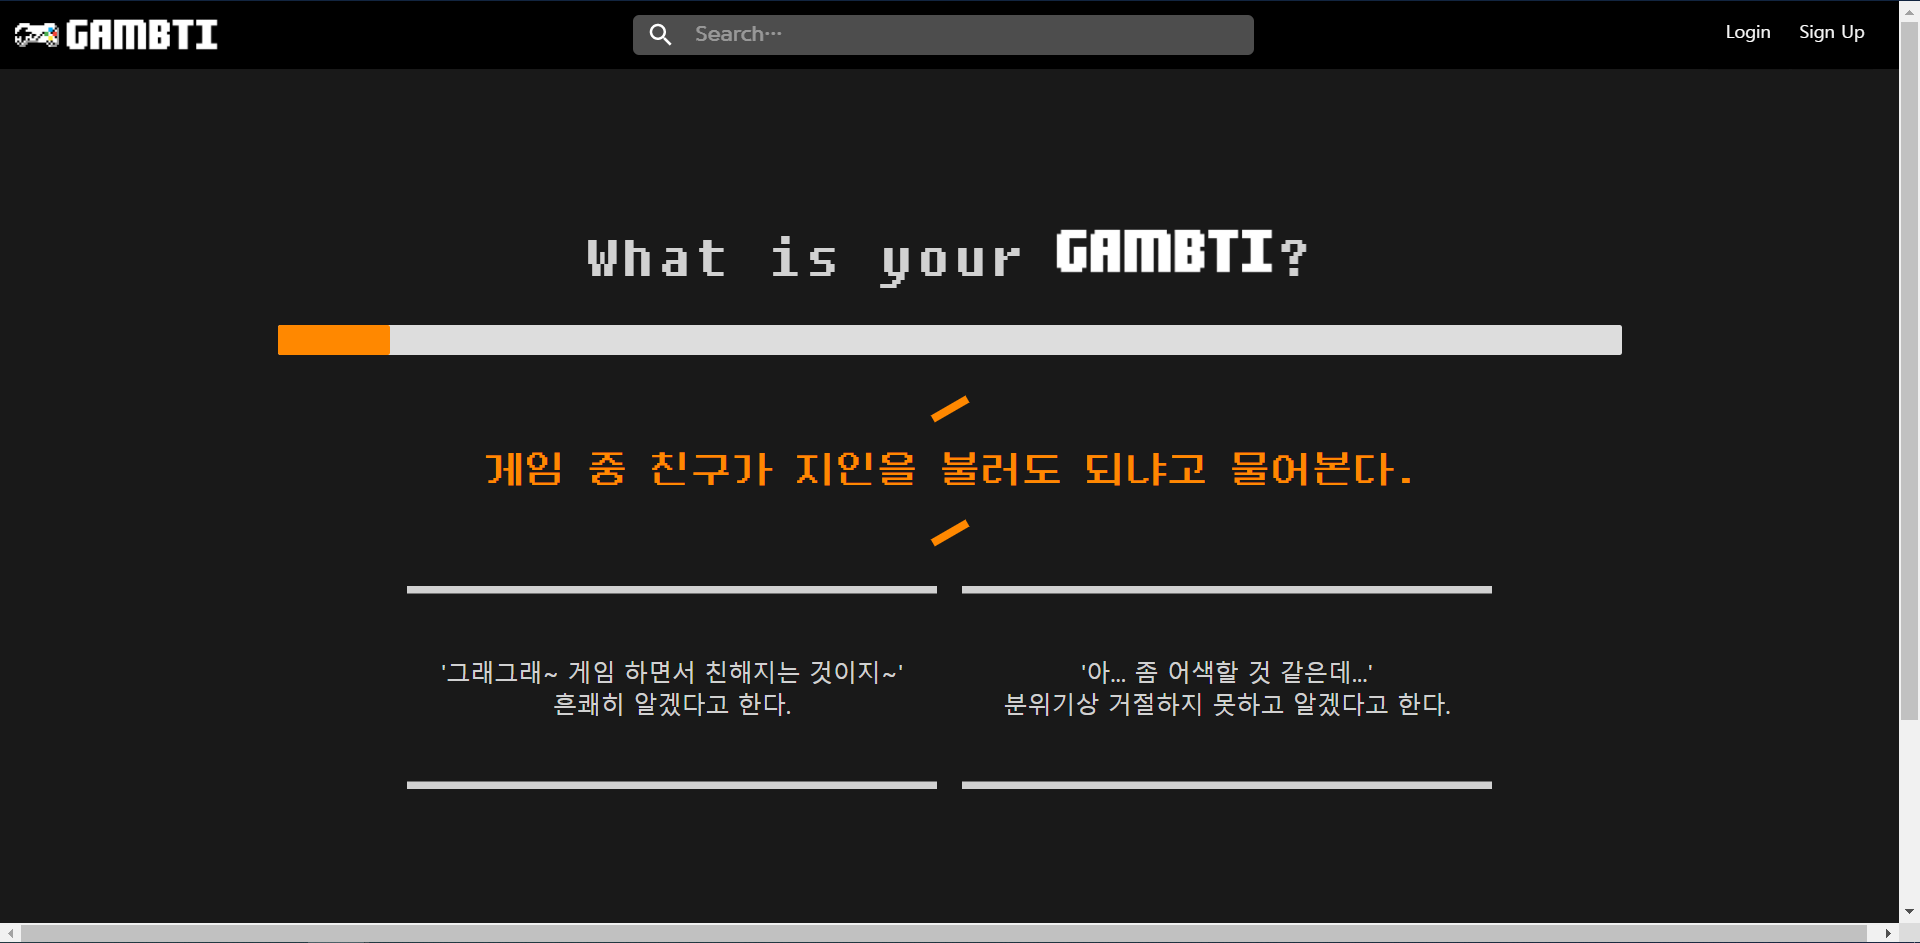 GAMBTI
Search…
Login
Sign Up
What is your GAMBTI?
게임 중 친구가 지인을 불러도 되냐고 물어본다.
'그래그래~ 게임 하면서 친해지는 것이지~'
흔쾌히 알겠다고 한다.
'아... 좀 어색할 것 같은데...'
분위기상 거절하지 못하고 알겠다고 한다.